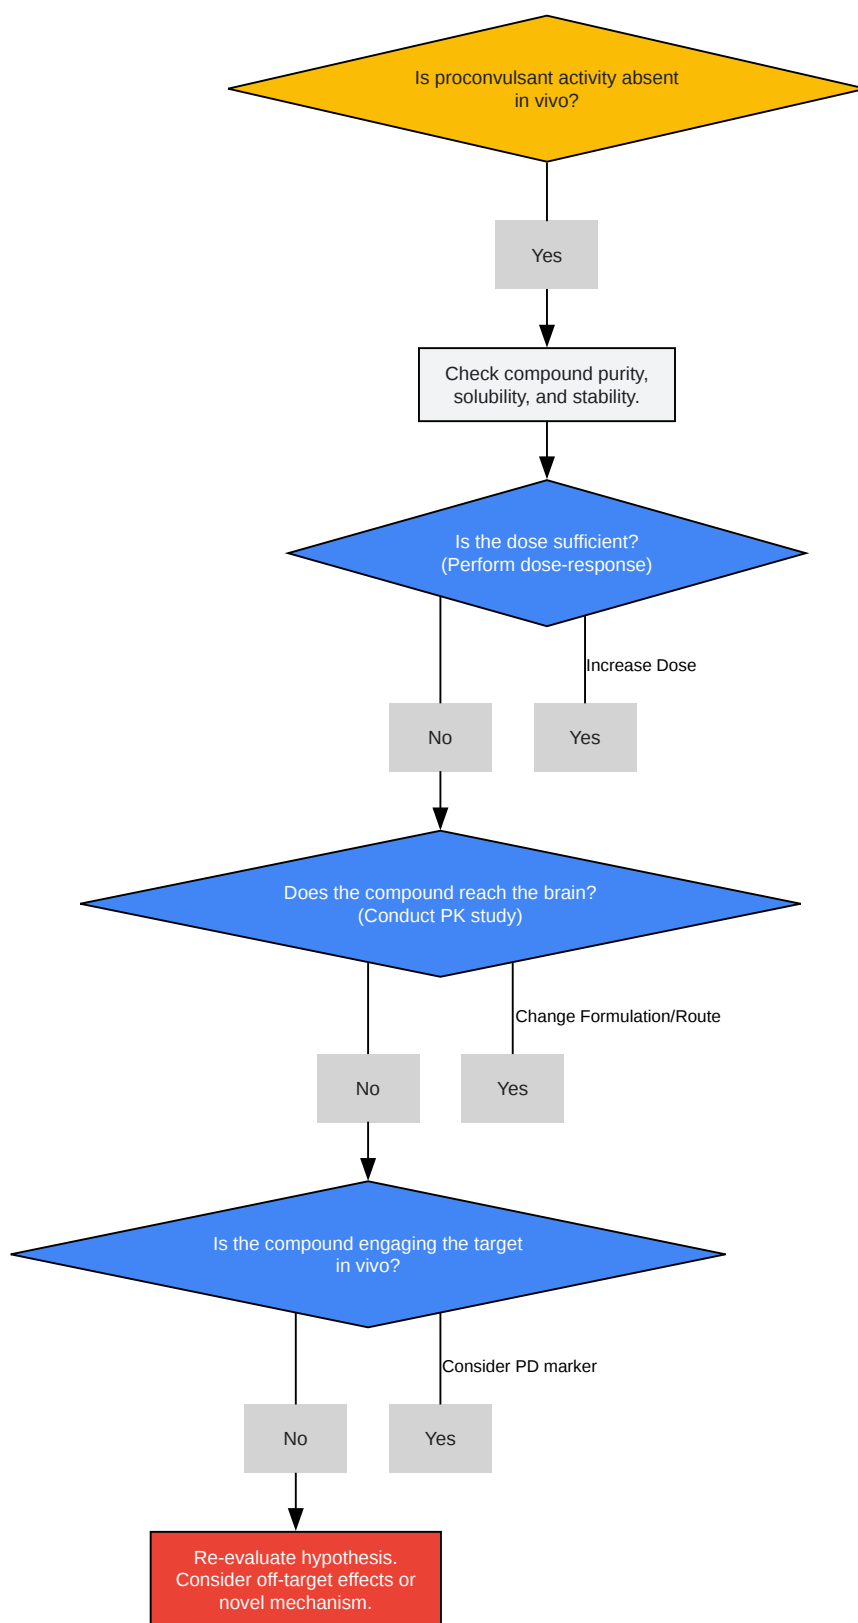 Is proconvulsant activity absent
in vivo?
Yes
Check compound purity,
solubility, and stability.
Is the dose sufficient?
(Perform dose-response)
Increase Dose
No
Yes
Does the compound reach the brain?
(Conduct PK study)
Change Formulation/Route
No
Yes
Is the compound engaging the target
in vivo?
Consider PD marker
No
Yes
Re-evaluate hypothesis.
Consider off-target effects or
novel mechanism.